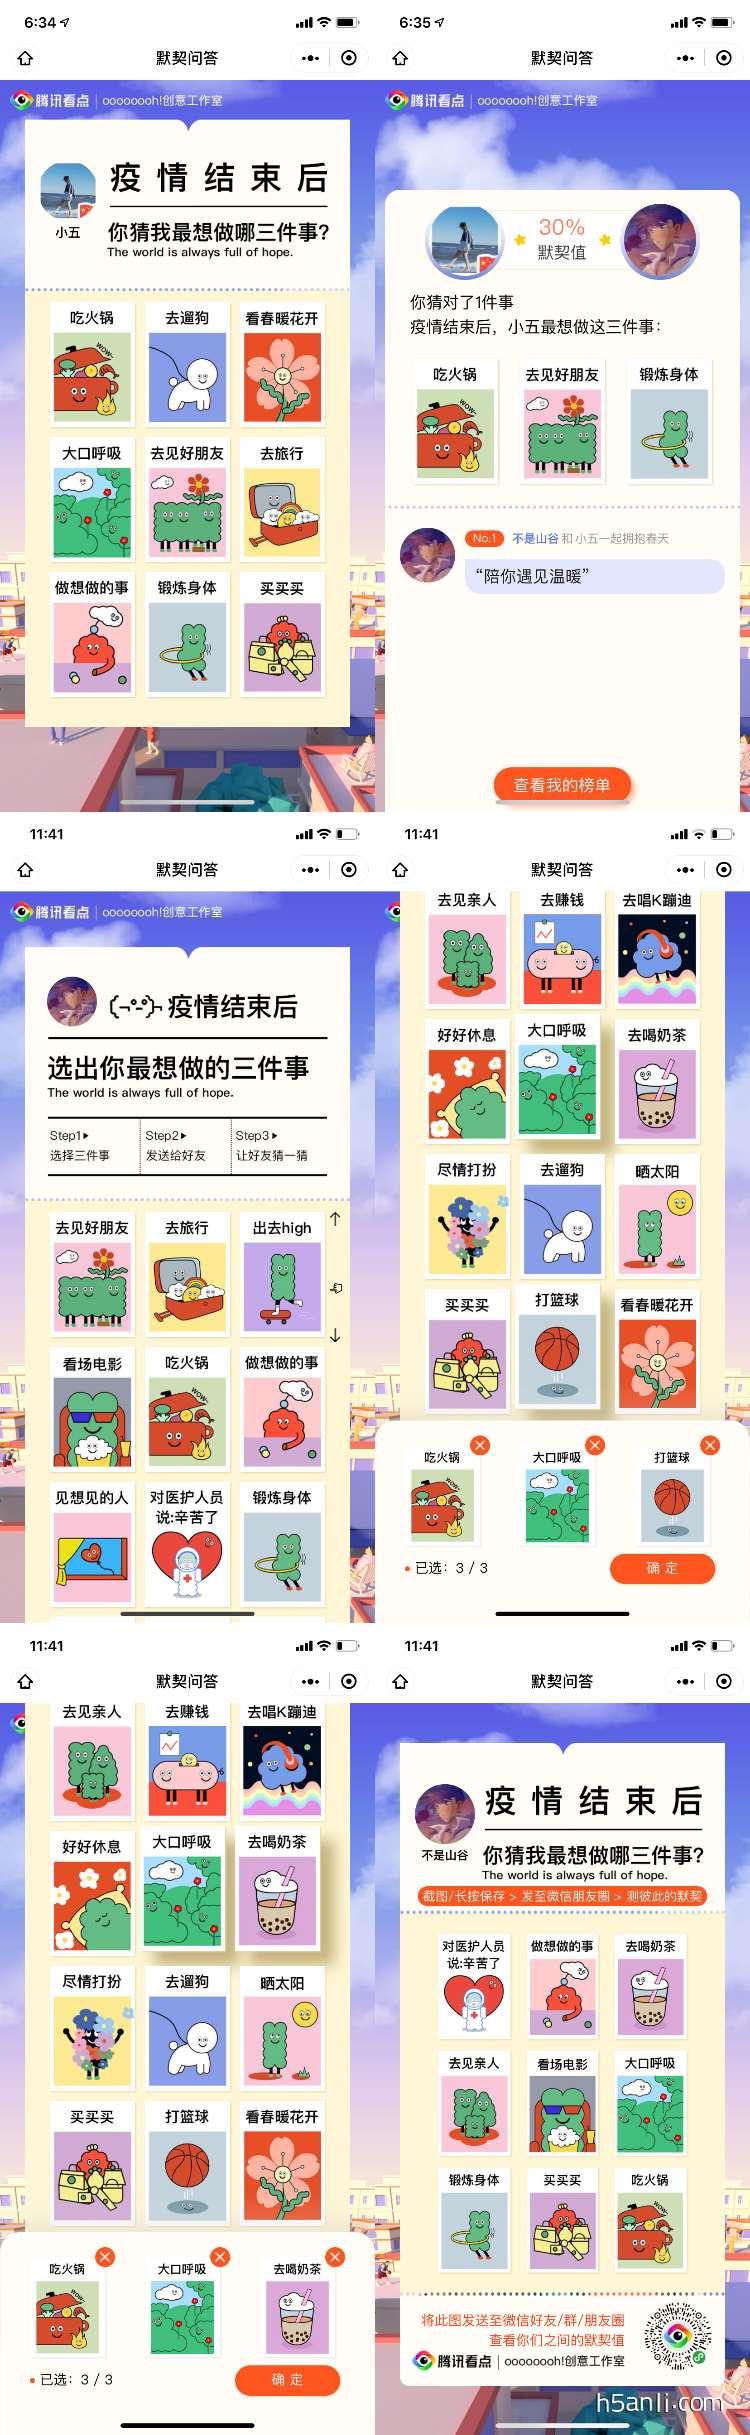 6:34
默契问答
腾讯看点 | oooooooh!创意工作室
疫情结束后
小五
你猜我最想做哪三件事?
The world is always full of hope.
吃火锅 去遛狗 看春暖花开
WOW~
大口呼吸 去见好朋友 去旅行
做想做的事 锻炼身体 买买买
6:35
默契问答
腾讯看点 | oooooooh!创意工作室
30%
默契值
你猜对了1件事
疫情结束后，小五最想做这三件事：
吃火锅 去见好朋友 锻炼身体
WOW~
No.1 不是山谷 和 小五一起拥抱春天
“陪你遇见温暖”
查看我的榜单
11:41
默契问答
腾讯看点 | oooooooh!创意工作室
疫情结束后
选出你最想做的三件事
The world is always full of hope.
Step1 Step2 Step3
选择三件事 发送给好友 让好友猜一猜
去见好朋友 去旅行 出去high
看场电影 吃火锅 做想做的事
WOW~
见想见的人 对医护人员 锻炼身体
说:辛苦了
11:41
默契问答
去见亲人 去赚钱 去唱K蹦迪
好好休息 大口呼吸 去喝奶茶
尽情打扮 去遛狗 晒太阳
买买买 打篮球 看春暖花开
吃火锅 大口呼吸 打篮球
WOW~
已选：3 / 3 确定
11:41
默契问答
去见亲人 去赚钱 去唱K蹦迪
好好休息 大口呼吸 去喝奶茶
尽情打扮 去遛狗 晒太阳
买买买 打篮球 看春暖花开
吃火锅 大口呼吸 去喝奶茶
WOW~
已选：3 / 3 确定
11:41
默契问答
疫情结束后
不是山谷
你猜我最想做哪三件事?
The world is always full of hope.
截图/长按保存 > 发至微信朋友圈 > 测彼此的默契
对医护人员 做想做的事 去喝奶茶
说:辛苦了
去见亲人 看场电影 大口呼吸
锻炼身体 买买买 吃火锅
WOW~
将此图发送至微信好友/群/朋友圈
查看你们之间的默契值
腾讯看点 | oooooooh!创意工作室
h5anli.com